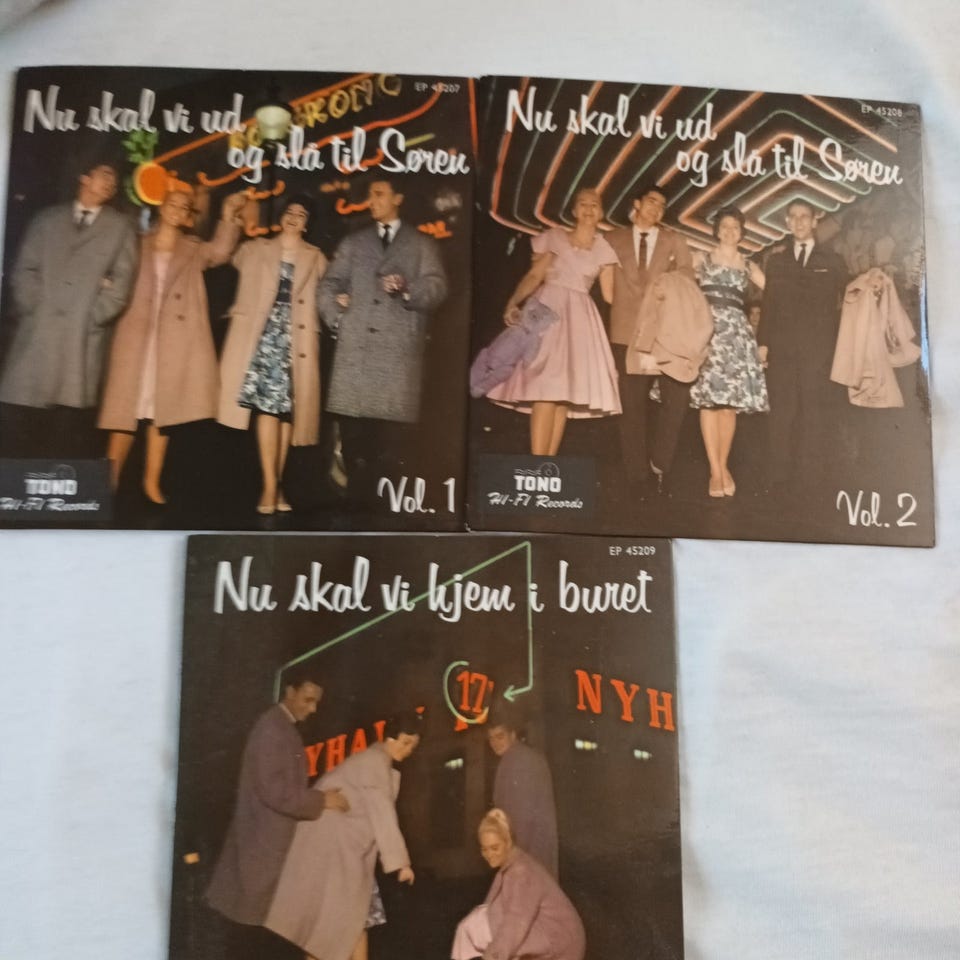 EP 45207
Nu skal vi ud
og slå til Søren
TONO
HI-FI Records
Vol. 1
EP 45208
Nu skal vi ud
og slå til Søren
TONO
HI-FI Records
Vol. 2
EP 45209
Nu skal vi hjem i buret
17
NYH
YHA